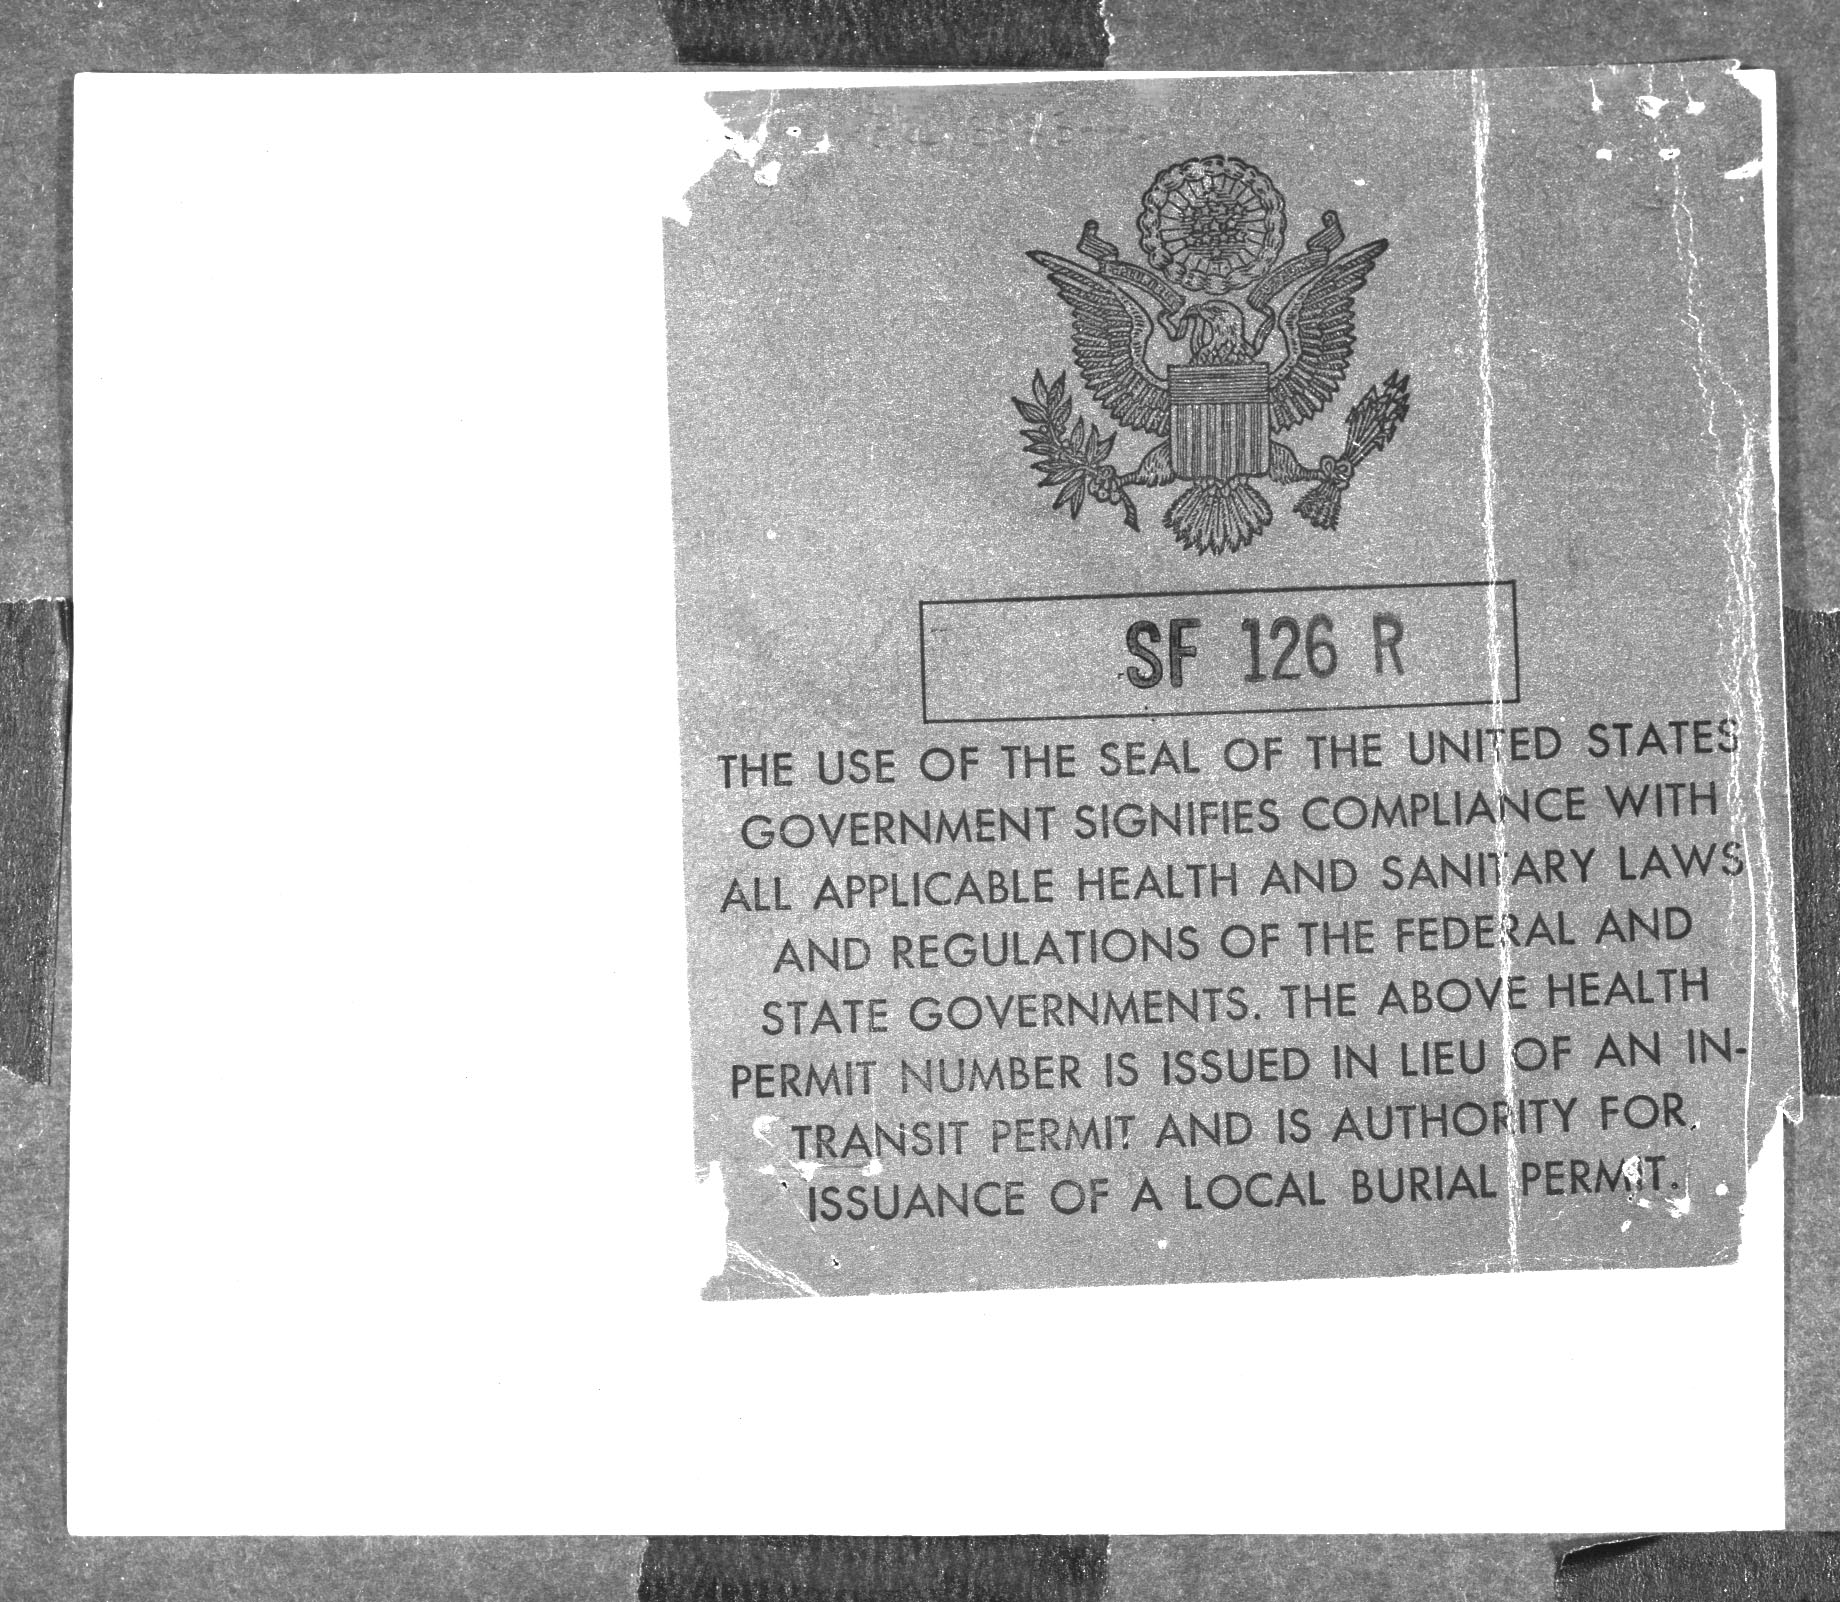 SF 126 R
THE USE OF THE SEAL OF THE UNITED STATES
GOVERNMENT SIGNIFIES COMPLIANCE WITH
ALL APPLICABLE HEALTH AND SANITARY LAWS
AND REGULATIONS OF THE FEDERAL AND
STATE GOVERNMENTS. THE ABOVE HEALTH
PERMIT NUMBER IS ISSUED IN LIEU OF AN IN-
TRANSIT PERMIT AND IS AUTHORITY FOR
ISSUANCE OF A LOCAL BURIAL PERMIT.